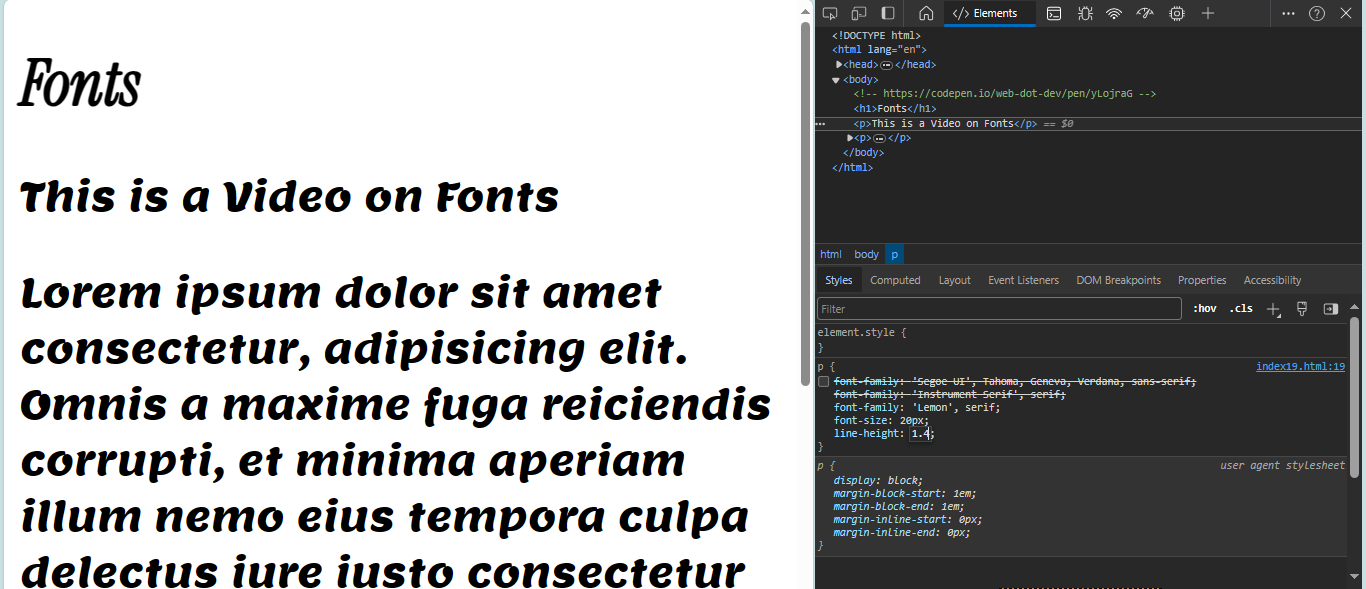 Fonts
This is a Video on Fonts
Lorem ipsum dolor sit amet
consectetur, adipisicing elit.
Omnis a maxime fuga reiciendis
corrupti, et minima aperiam
illum nemo eius tempora culpa
delectus iure iusto consectetur
Elements
<!DOCTYPE html>
<html lang="en">
<head> ⋯ </head>
<body>
<!-- https://codepen.io/web-dot-dev/pen/yLojraG -->
<h1>Fonts</h1>
<p>This is a Video on Fonts</p> == $0
<p> ⋯ </p>
</body>
</html>
html body p
Styles Computed Layout Event Listeners DOM Breakpoints Properties Accessibility
Filter :hov .cls
element.style {
}
p { index19.html:19
font-family: 'Segoe UI', Tahoma, Geneva, Verdana, sans-serif;
font-family: 'Instrument Serif', serif;
font-family: 'Lemon', serif;
font-size: 20px;
line-height: 1.4;
}
p { user agent stylesheet
display: block;
margin-block-start: 1em;
margin-block-end: 1em;
margin-inline-start: 0px;
margin-inline-end: 0px;
}